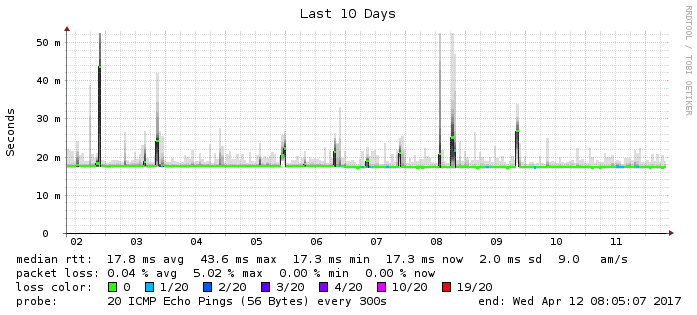 Last 10 Days
RRDTOOL / TOBI OETIKER
Seconds
50 m
40 m
30 m
20 m
10 m
0
02 03 04 05 06 07 08 09 10 11
median rtt: 17.8 ms avg 43.6 ms max 17.3 ms min 17.3 ms now 2.0 ms sd 9.0 am/s
packet loss: 0.04 % avg 5.02 % max 0.00 % min 0.00 % now
loss color: 0 1/20 2/20 3/20 4/20 10/20 19/20
probe: 20 ICMP Echo Pings (56 Bytes) every 300s end: Wed Apr 12 08:05:07 2017